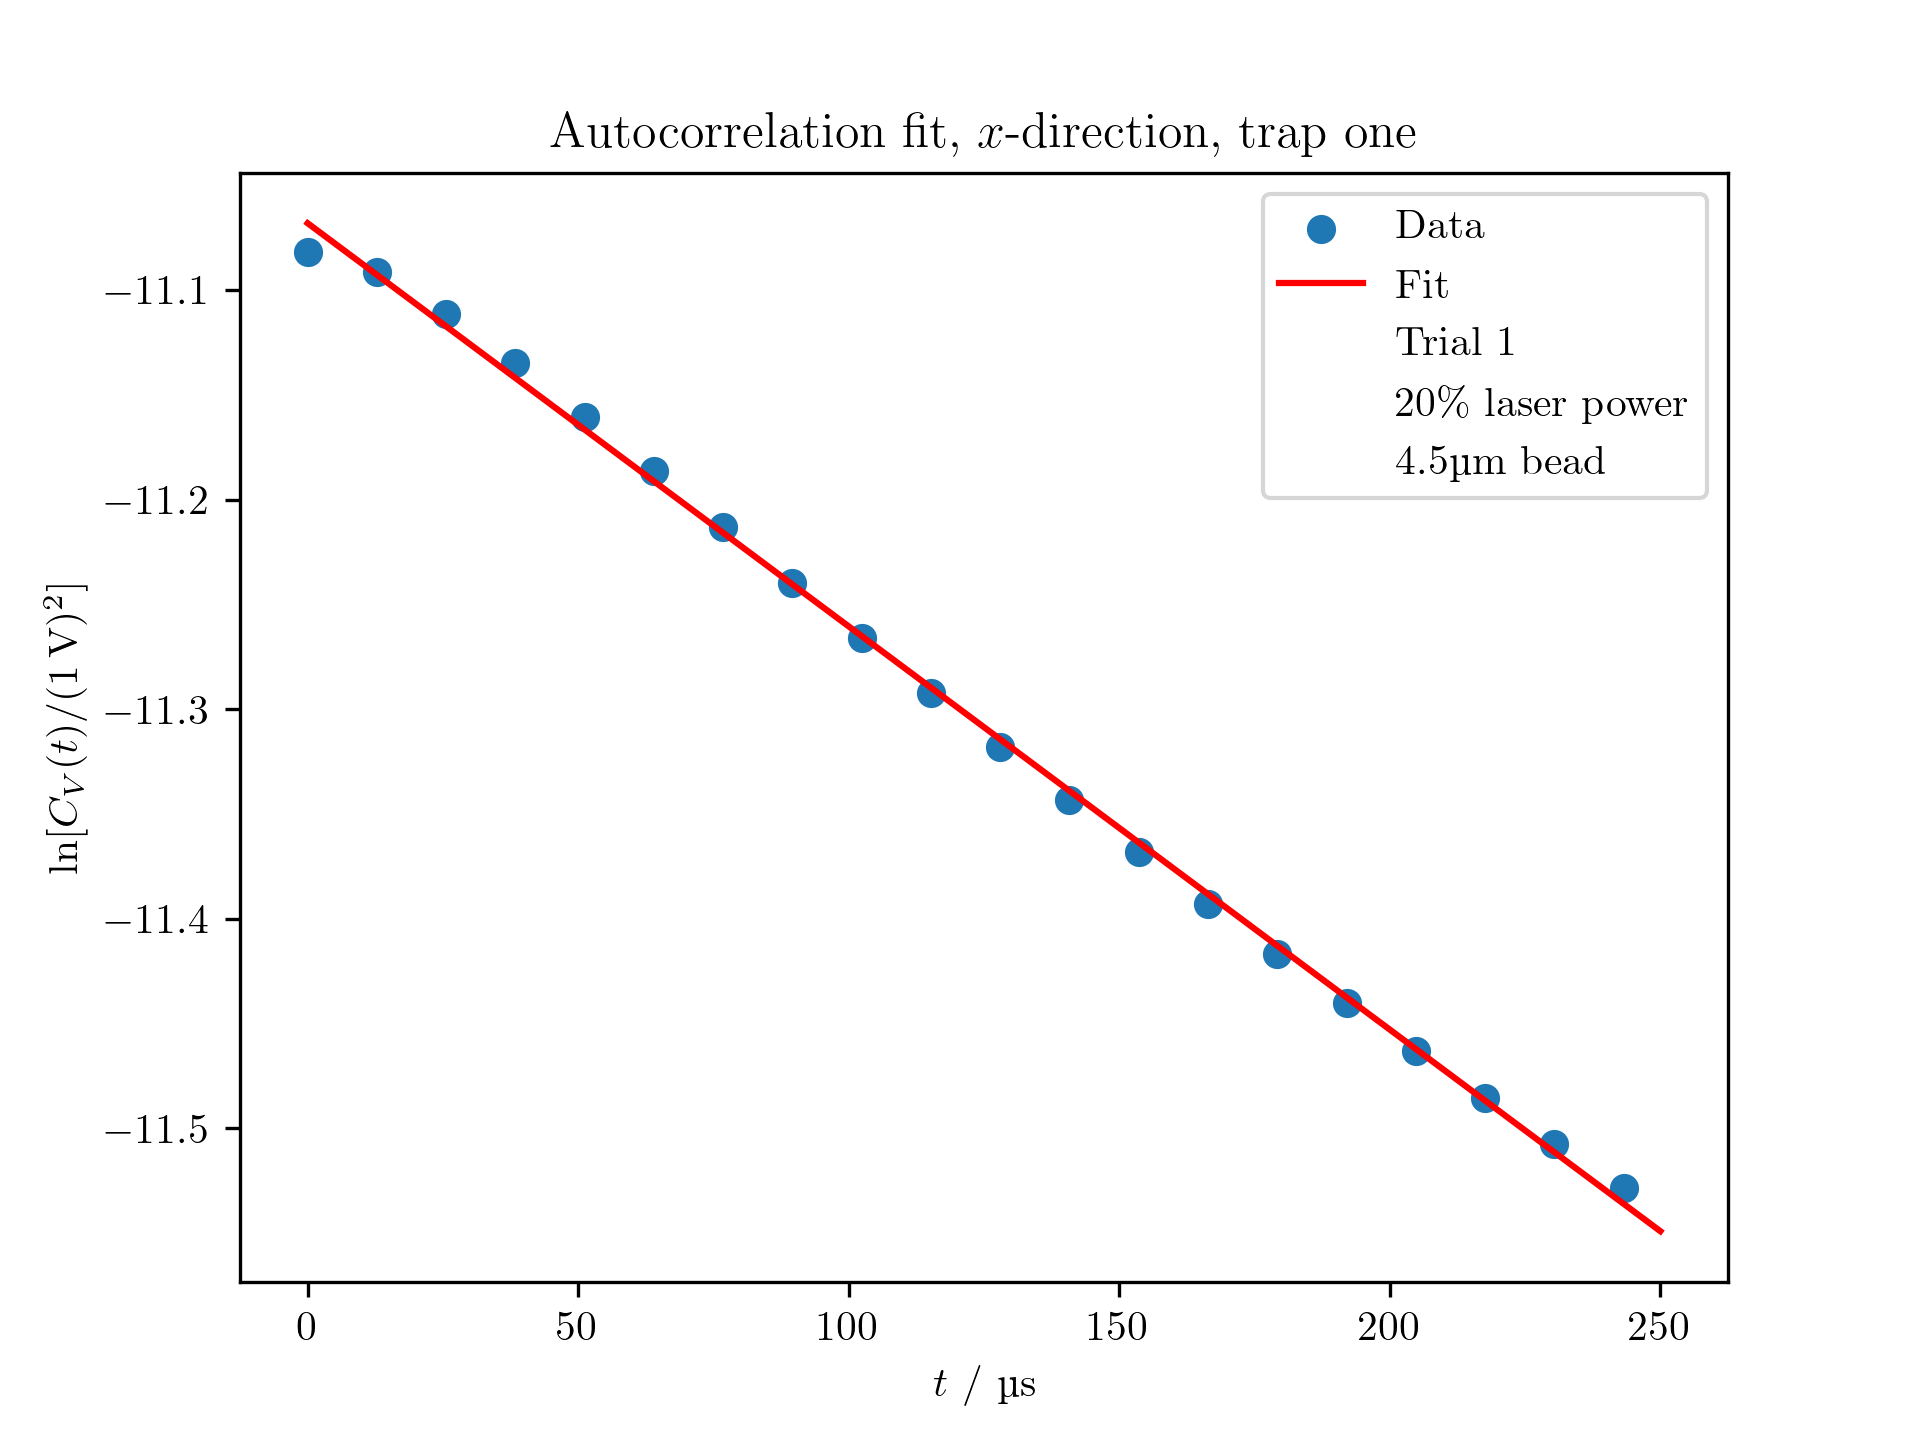 Autocorrelation fit, x-direction, trap one
Data
Fit
Trial 1
20% laser power
4.5µm bead
ln[C_V(t)/(1 V)²]
−11.1
−11.2
−11.3
−11.4
−11.5
0 50 100 150 200 250
t / µs